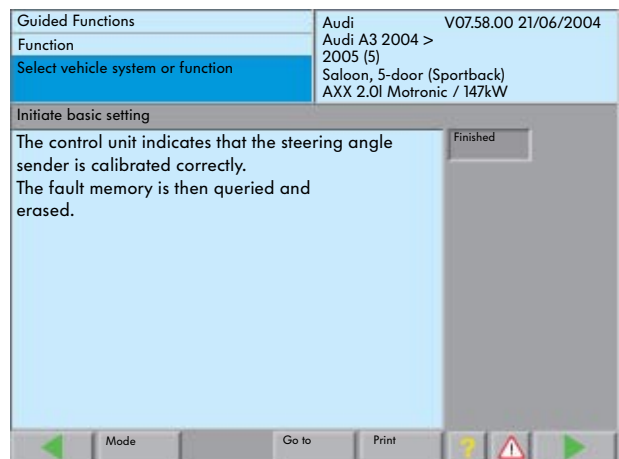 Guided Functions
Function
Select vehicle system or function
Audi V07.58.00 21/06/2004
Audi A3 2004 >
2005 (5)
Saloon, 5-door (Sportback)
AXX 2.0l Motronic / 147kW
Initiate basic setting
The control unit indicates that the steering angle
sender is calibrated correctly.
The fault memory is then queried and
erased.
Finished
Mode
Go to
Print
?
!